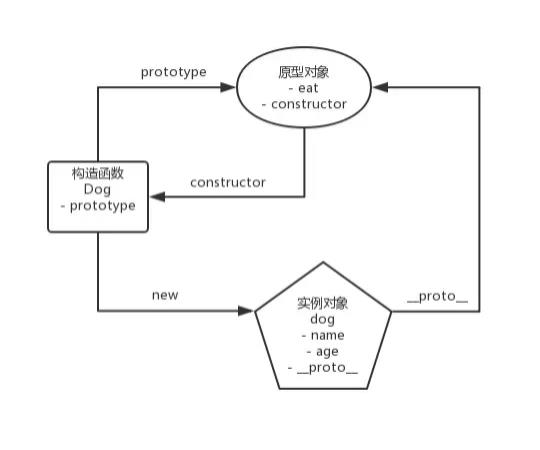 prototype
原型对象
- eat
- constructor
构造函数
Dog
- prototype
constructor
new
实例对象
dog
- name
- age
- __proto__
__proto__